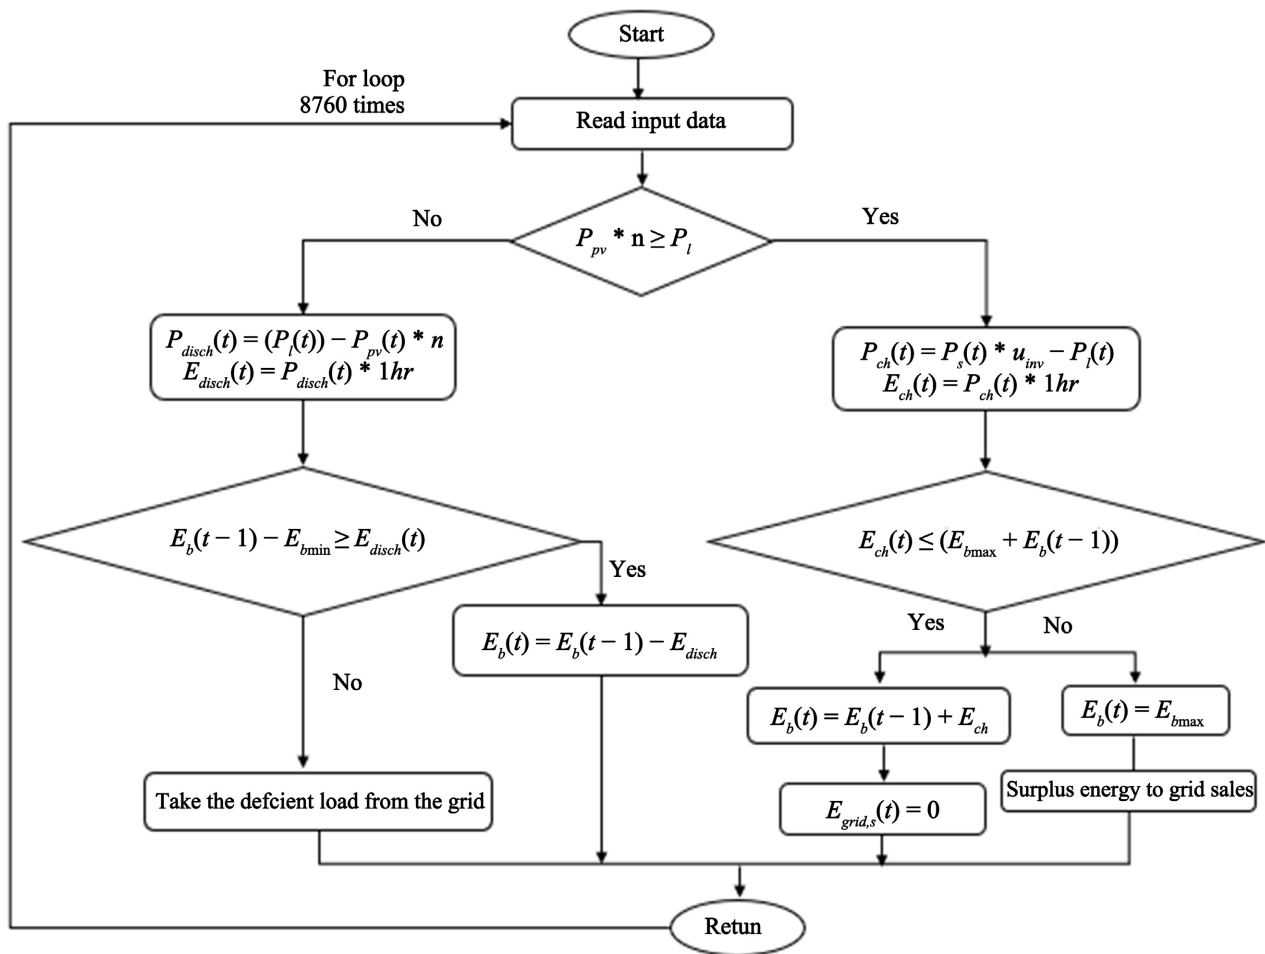 Start
For loop
8760 times
Read input data
No
Yes
P_pv * n ≥ P_l
P_disch(t) = (P_l(t)) − P_pv(t) * n
E_disch(t) = P_disch(t) * 1hr
P_ch(t) = P_s(t) * u_inv − P_l(t)
E_ch(t) = P_ch(t) * 1hr
E_b(t − 1) − E_bmin ≥ E_disch(t)
E_ch(t) ≤ (E_bmax + E_b(t − 1))
Yes
Yes
No
E_b(t) = E_b(t − 1) − E_disch
No
E_b(t) = E_b(t − 1) + E_ch
E_b(t) = E_bmax
Take the defcient load from the grid
E_grid,s(t) = 0
Surplus energy to grid sales
Retun